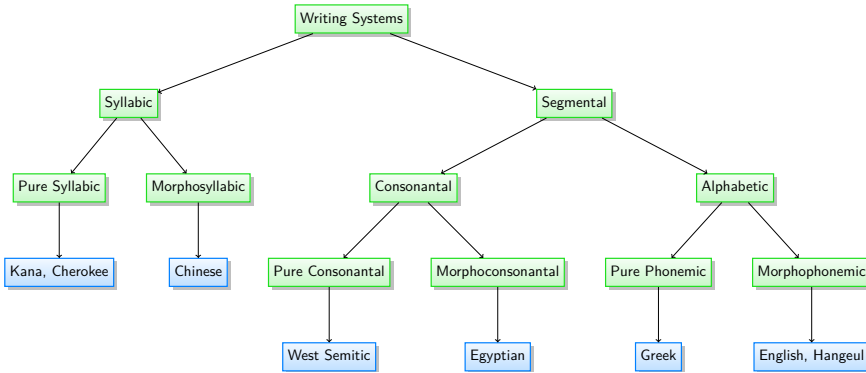 Writing Systems
Syllabic
Segmental
Pure Syllabic
Morphosyllabic
Consonantal
Alphabetic
Kana, Cherokee
Chinese
Pure Consonantal
Morphoconsonantal
Pure Phonemic
Morphophonemic
West Semitic
Egyptian
Greek
English, Hangeul